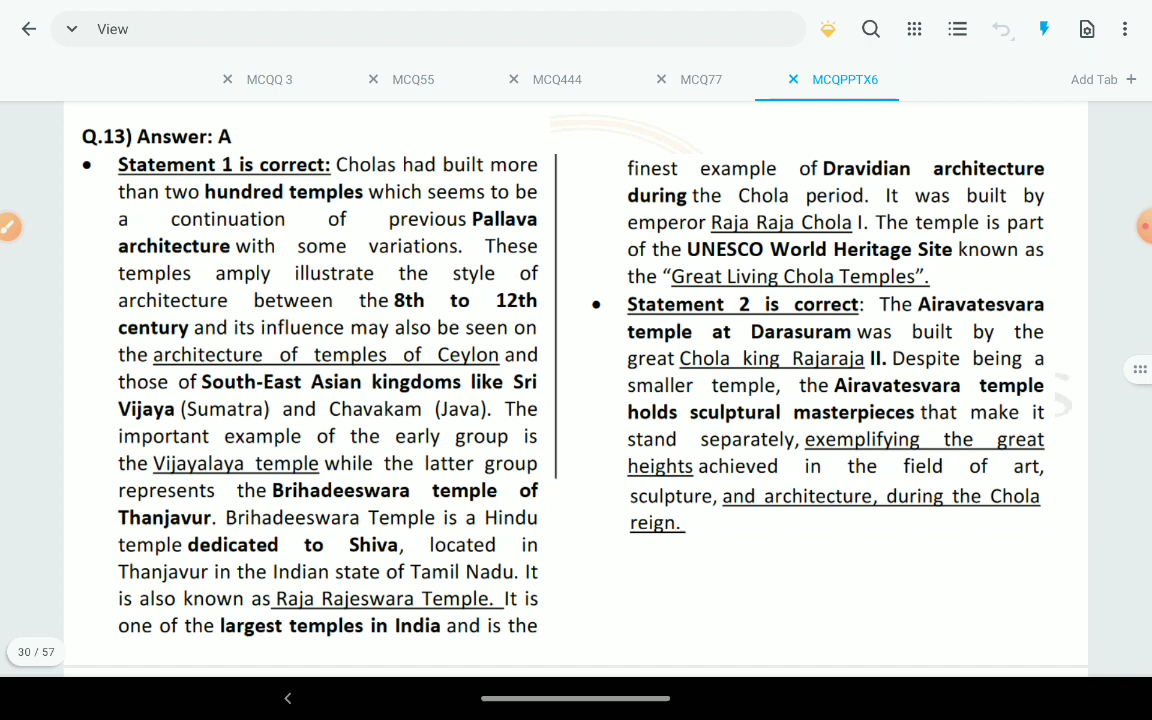 View
MCQQ 3
MCQ55
MCQ444
MCQ77
MCQPPTX6
Add Tab +
Q.13) Answer: A
• Statement 1 is correct: Cholas had built more
than two hundred temples which seems to be
a continuation of previous Pallava
architecture with some variations. These
temples amply illustrate the style of
architecture between the 8th to 12th
century and its influence may also be seen on
the architecture of temples of Ceylon and
those of South-East Asian kingdoms like Sri
Vijaya (Sumatra) and Chavakam (Java). The
important example of the early group is
the Vijayalaya temple while the latter group
represents the Brihadeeswara temple of
Thanjavur. Brihadeeswara Temple is a Hindu
temple dedicated to Shiva, located in
Thanjavur in the Indian state of Tamil Nadu. It
is also known as Raja Rajeswara Temple. It is
one of the largest temples in India and is the
finest example of Dravidian architecture
during the Chola period. It was built by
emperor Raja Raja Chola I. The temple is part
of the UNESCO World Heritage Site known as
the “Great Living Chola Temples”.
• Statement 2 is correct: The Airavatesvara
temple at Darasuram was built by the
great Chola king Rajaraja II. Despite being a
smaller temple, the Airavatesvara temple
holds sculptural masterpieces that make it
stand separately, exemplifying the great
heights achieved in the field of art,
sculpture, and architecture, during the Chola
reign.
30 / 57